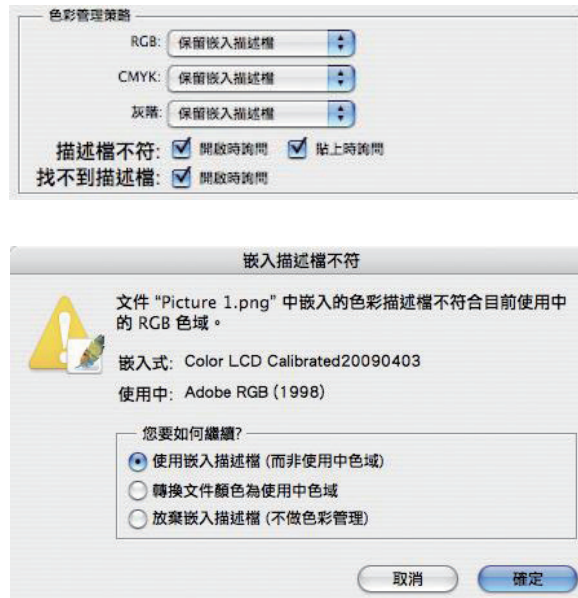 色彩管理策略
RGB: 保留嵌入描述檔
CMYK: 保留嵌入描述檔
灰階: 保留嵌入描述檔
描述檔不符: 開啟時詢問 貼上時詢問
找不到描述檔: 開啟時詢問
嵌入描述檔不符
文件 "Picture 1.png" 中嵌入的色彩描述檔不符合目前使用中
的 RGB 色域。
嵌入式: Color LCD Calibrated20090403
使用中: Adobe RGB (1998)
您要如何繼續?
使用嵌入描述檔 (而非使用中色域)
轉換文件顏色為使用中色域
放棄嵌入描述檔 (不做色彩管理)
取消 確定